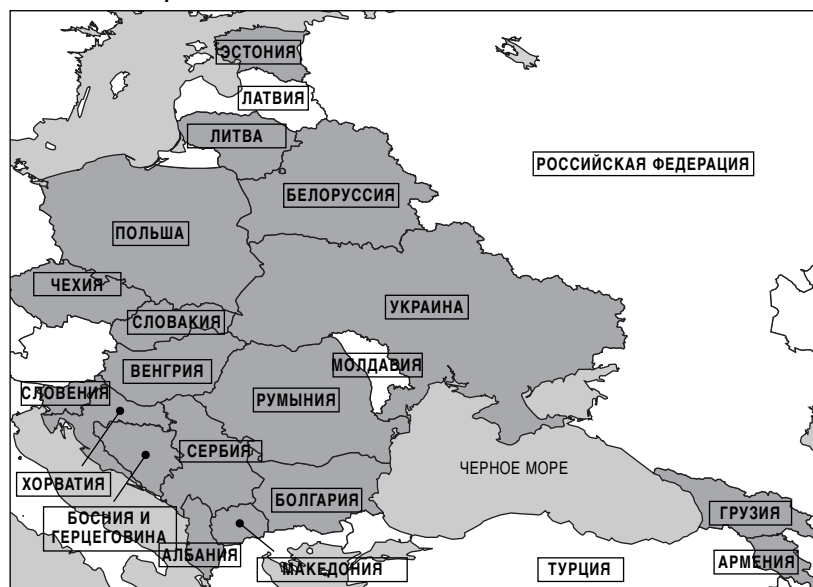 ЭСТОНИЯ
ЛАТВИЯ
ЛИТВА
РОССИЙСКАЯ ФЕДЕРАЦИЯ
БЕЛОРУССИЯ
ПОЛЬША
ЧЕХИЯ
УКРАИНА
СЛОВАКИЯ
МОЛДАВИЯ
ВЕНГРИЯ
СЛОВЕНИЯ
РУМЫНИЯ
СЕРБИЯ
ЧЕРНОЕ МОРЕ
ХОРВАТИЯ
БОЛГАРИЯ
ГРУЗИЯ
БОСНИЯ И
ГЕРЦЕГОВИНА
АЛБАНИЯ
МАКЕДОНИЯ
ТУРЦИЯ
АРМЕНИЯ